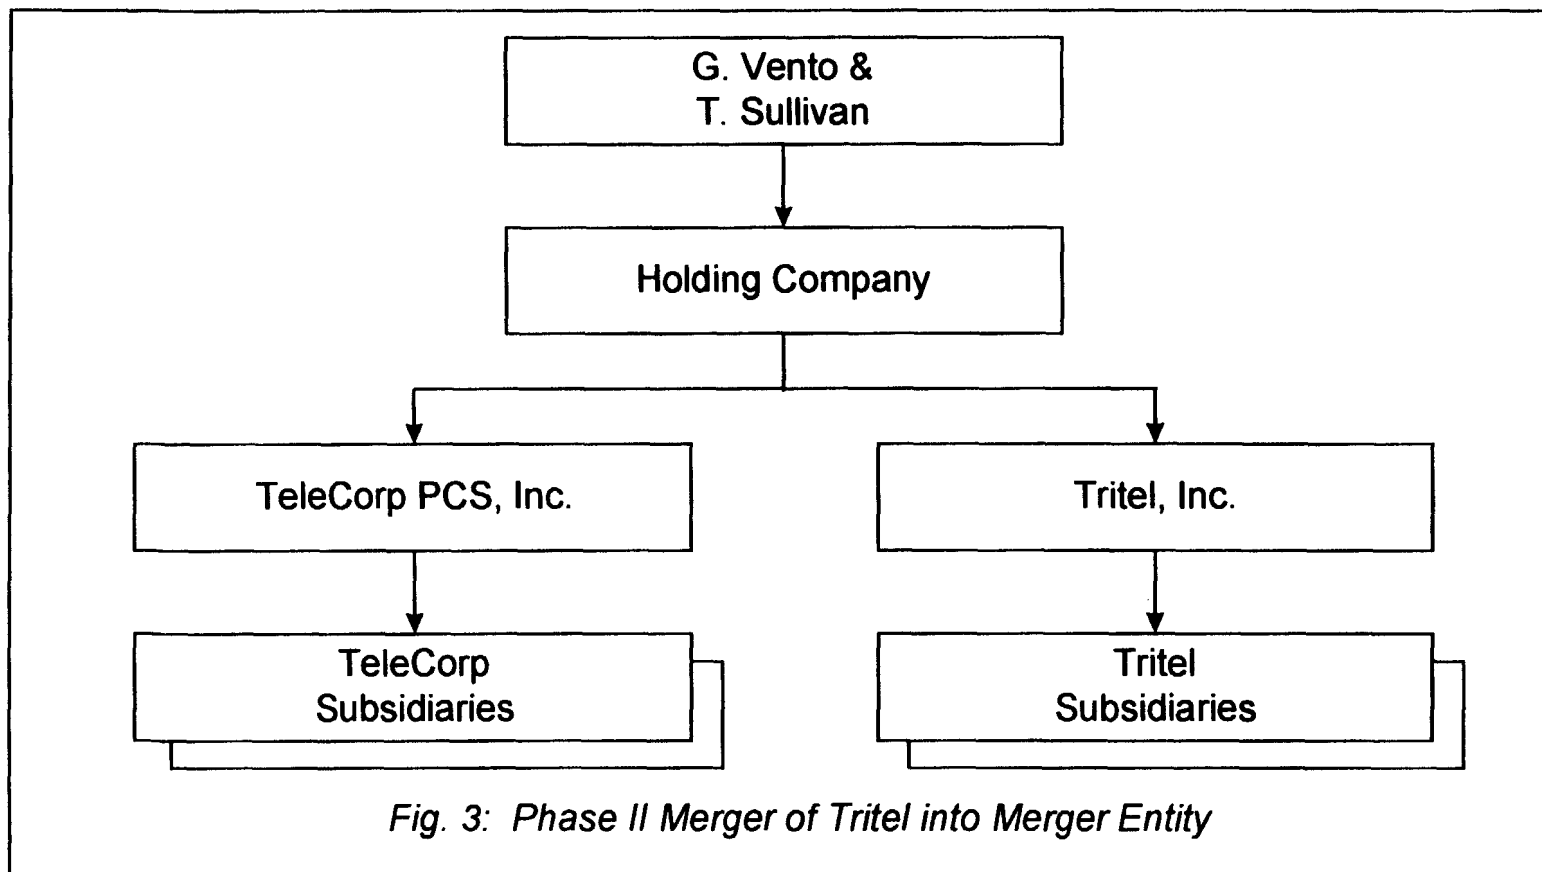 G. Vento &
T. Sullivan
Holding Company
TeleCorp PCS, Inc.
Tritel, Inc.
TeleCorp
Subsidiaries
Tritel
Subsidiaries
Fig. 3: Phase II Merger of Tritel into Merger Entity